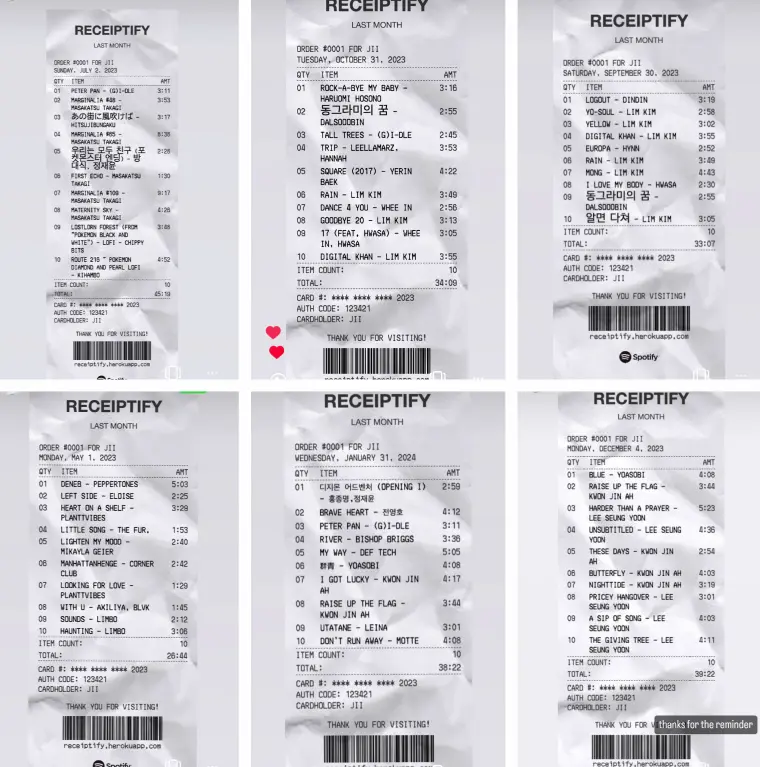 RECEIPTIFY
LAST MONTH
ORDER #0001 FOR JII
SUNDAY, JULY 2, 2023
QTY ITEM AMT
01 PETER PAN - (G)I-DLE 3:11
02 MARGINALIA #88 - 3:53
MASAKATSU TAKAGI
03 あの街に風吹けば - 3:17
HITSUJIBUNGAKU
04 MARGINALIA #85 - 6:38
MASAKATSU TAKAGI
05 우리는 모두 친구 (포 2:28
켓몬스터 엔딩) - 방
대식, 정재윤
06 FIRST ECHO - MASAKATSU 1:30
TAKAGI
07 MARGINALIA #109 - 9:17
MASAKATSU TAKAGI
08 MATERNITY SKY - 4:28
MASAKATSU TAKAGI
09 LOSTLORN FOREST (FROM 3:48
"POKEMON BLACK AND
WHITE") - LOFI - CHIPPY
BITS
10 ROUTE 216 " POKEMON 4:52
DIAMOND AND PEARL LOFI
- KIHAMBO
ITEM COUNT: 10
TOTAL: 45:19
CARD #: **** **** **** 2023
AUTH CODE: 123421
CARDHOLDER: JII
THANK YOU FOR VISITING!
receiptify.herokuapp.com
RECEIPTIFY
LAST MONTH
ORDER #0001 FOR JII
TUESDAY, OCTOBER 31, 2023
QTY ITEM AMT
01 ROCK-A-BYE MY BABY - 3:16
HARUOMI HOSONO
02 동그라미의 꿈 - 2:55
DALSOOOBIN
03 TALL TREES - (G)I-DLE 2:45
04 TRIP - LEELLAMARZ, 3:53
HANNAH
05 SQUARE (2017) - YERIN 4:22
BAEK
06 RAIN - LIM KIM 3:49
07 DANCE 4 YOU - WHEE IN 2:56
08 GOODBYE 20 - LIM KIM 3:13
09 17 (FEAT. HWASA) - WHEE 3:05
IN, HWASA
10 DIGITAL KHAN - LIM KIM 3:55
ITEM COUNT: 10
TOTAL: 34:09
CARD #: **** **** **** 2023
AUTH CODE: 123421
CARDHOLDER: JII
THANK YOU FOR VISITING!
receiptify.herokuapp.com
RECEIPTIFY
LAST MONTH
ORDER #0001 FOR JII
SATURDAY, SEPTEMBER 30, 2023
QTY ITEM AMT
01 LOGOUT - DINDIN 3:19
02 YO-SOUL - LIM KIM 2:58
03 YELLOW - LIM KIM 3:02
04 DIGITAL KHAN - LIM KIM 3:55
05 EUROPA - HYNN 2:52
06 RAIN - LIM KIM 3:49
07 MONG - LIM KIM 4:43
08 I LOVE MY BODY - HWASA 2:30
09 동그라미의 꿈 - 2:55
DALSOOOBIN
10 알면 다쳐 - LIM KIM 3:05
ITEM COUNT: 10
TOTAL: 33:07
CARD #: **** **** **** 2023
AUTH CODE: 123421
CARDHOLDER: JII
THANK YOU FOR VISITING!
receiptify.herokuapp.com
Spotify
RECEIPTIFY
LAST MONTH
ORDER #0001 FOR JII
MONDAY, MAY 1, 2023
QTY ITEM AMT
01 DENEB - PEPPERTONES 5:03
02 LEFT SIDE - ELOISE 2:25
03 HEART ON A SHELF - 3:29
PLANTVIBES
04 LITTLE SONG - THE FUR. 1:53
05 LIGHTEN MY MOOD - 2:40
MIKAYLA GEIER
06 MANHATTANHENGE - CORNER 2:42
CLUB
07 LOOKING FOR LOVE - 1:29
PLANTVIBES
08 WITH U - AXILIYA, BLVK 1:45
09 SOUNDS - LIMBO 2:12
10 HAUNTING - LIMBO 3:06
ITEM COUNT: 10
TOTAL: 26:44
CARD #: **** **** **** 2023
AUTH CODE: 123421
CARDHOLDER: JII
THANK YOU FOR VISITING!
receiptify.herokuapp.com
Spotify
RECEIPTIFY
LAST MONTH
ORDER #0001 FOR JII
WEDNESDAY, JANUARY 31, 2024
QTY ITEM AMT
01 디지몬 어드벤처 (OPENING I) 2:59
- 홍종명,정재윤
02 BRAVE HEART - 전영호 4:12
03 PETER PAN - (G)I-DLE 3:11
04 RIVER - BISHOP BRIGGS 3:36
05 MY WAY - DEF TECH 5:05
06 群青 - YOASOBI 4:08
07 I GOT LUCKY - KWON JIN 4:17
AH
08 RAISE UP THE FLAG - 3:44
KWON JIN AH
09 UTATANE - LEINA 3:01
10 DON'T RUN AWAY - MOTTE 4:08
ITEM COUNT: 10
TOTAL: 38:22
CARD #: **** **** **** 2023
AUTH CODE: 123421
CARDHOLDER: JII
THANK YOU FOR VISITING!
receiptify.herokuapp.com
RECEIPTIFY
LAST MONTH
ORDER #0001 FOR JII
MONDAY, DECEMBER 4, 2023
QTY ITEM AMT
01 BLUE - YOASOBI 4:08
02 RAISE UP THE FLAG - 3:44
KWON JIN AH
03 HARDER THAN A PRAYER - 5:23
LEE SEUNG YOON
04 UNSUBTITLED - LEE SEUNG 4:36
YOON
05 THESE DAYS - KWON JIN 2:54
AH
06 BUTTERFLY - KWON JIN AH 4:03
07 NIGHTTIDE - KWON JIN AH 3:19
08 PRICEY HANGOVER - LEE 3:01
SEUNG YOON
09 A SIP OF SONG - LEE 4:03
SEUNG YOON
10 THE GIVING TREE - LEE 4:11
SEUNG YOON
ITEM COUNT: 10
TOTAL: 39:22
CARD #: **** **** **** 2023
AUTH CODE: 123421
CARDHOLDER: JII
THANK YOU FOR V
thanks for the reminder
receiptify.herokuapp.com